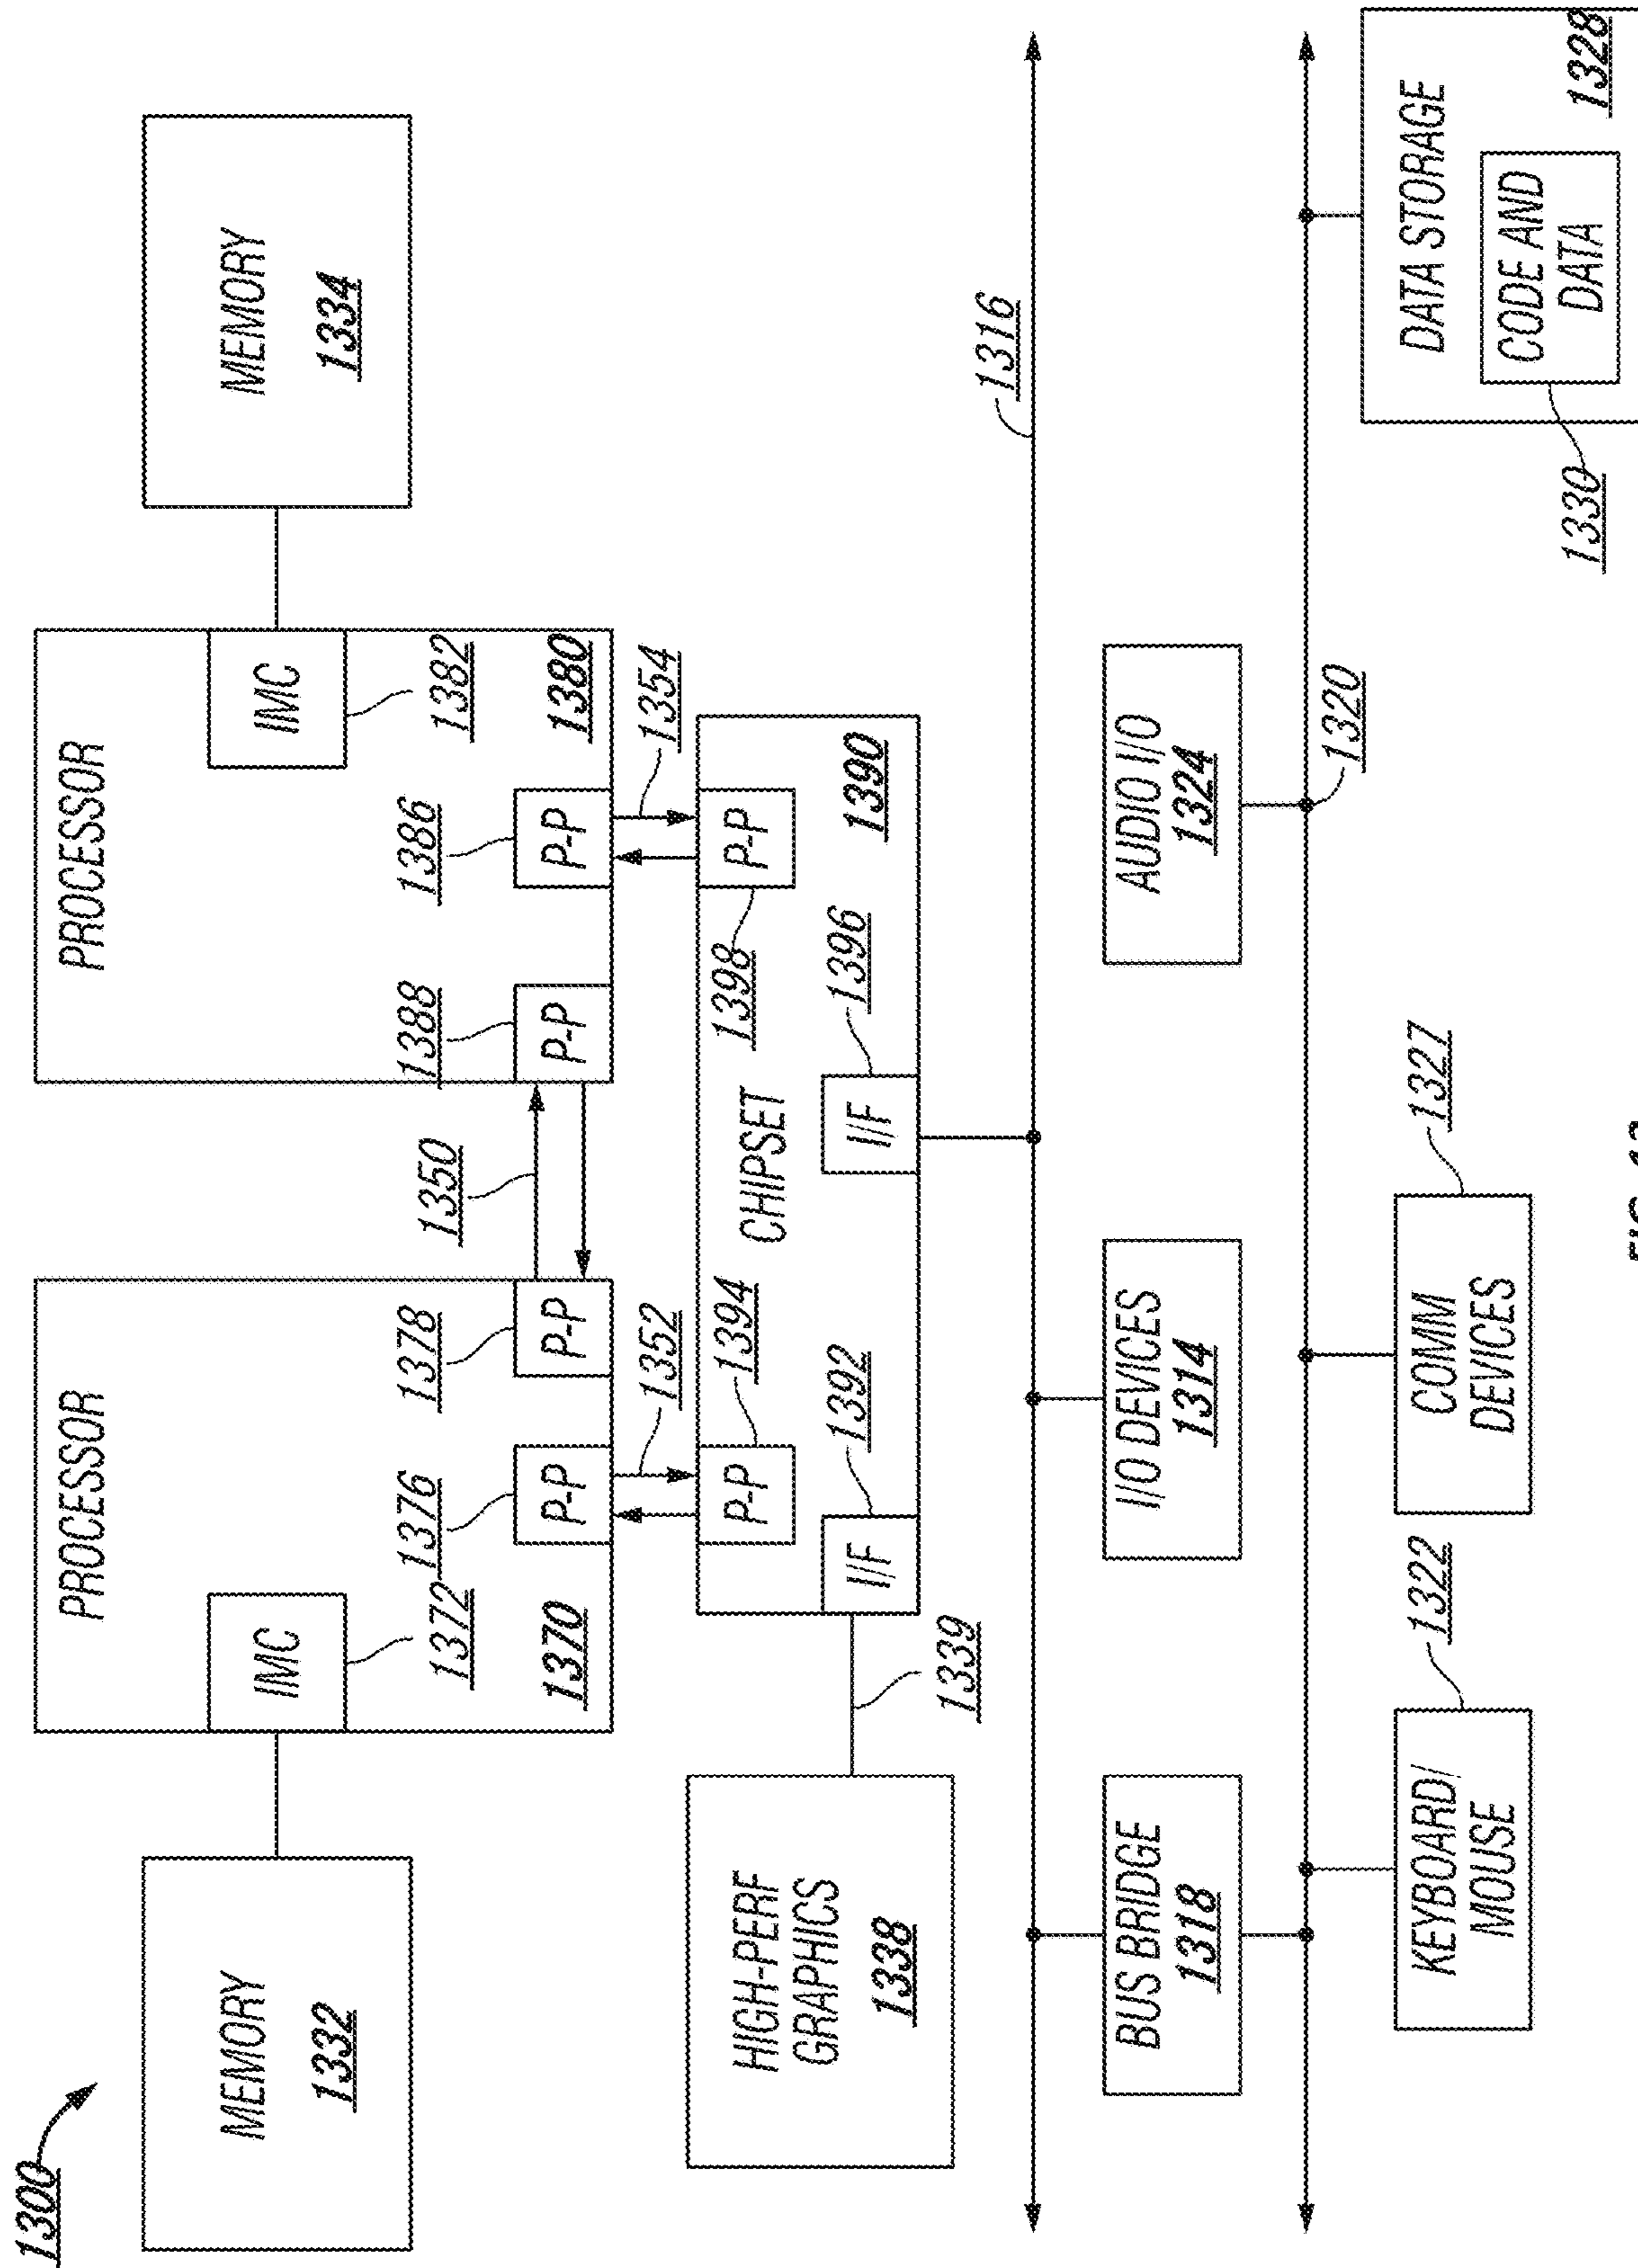 1300
PROCESSOR
PROCESSOR
MEMORY
1332
IMC
1372
1370
1376
P-P
1378
P-P
1350
1388
P-P
1386
P-P
IMC
1382
1380
MEMORY
1334
1352
1354
HIGH-PERF
GRAPHICS
1338
1339
P-P
1394
I/F
1392
CHIPSET
P-P
1398
I/F
1396
1390
1316
BUS BRIDGE
1318
I/O DEVICES
1314
AUDIO I/O
1324
1320
KEYBOARD/
MOUSE
1322
COMM
DEVICES
1327
DATA STORAGE
CODE AND
DATA
1330
1328